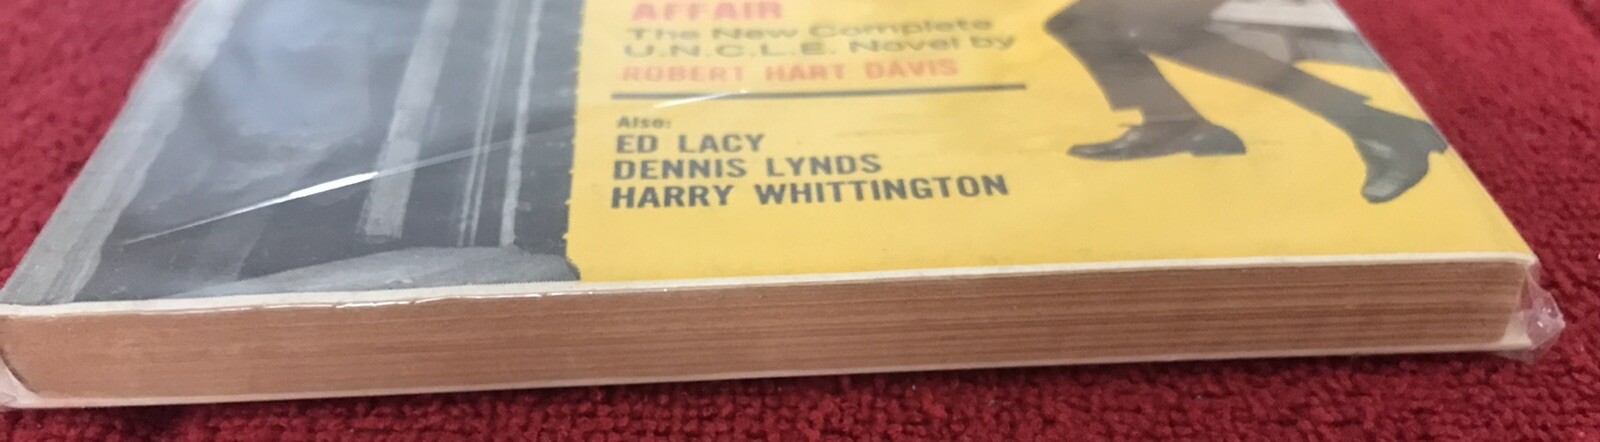 AFFAIR
The New Complete
U.N.C.L.E. Novel by
ROBERT HART DAVIS
Also:
ED LACY
DENNIS LYNDS
HARRY WHITTINGTON